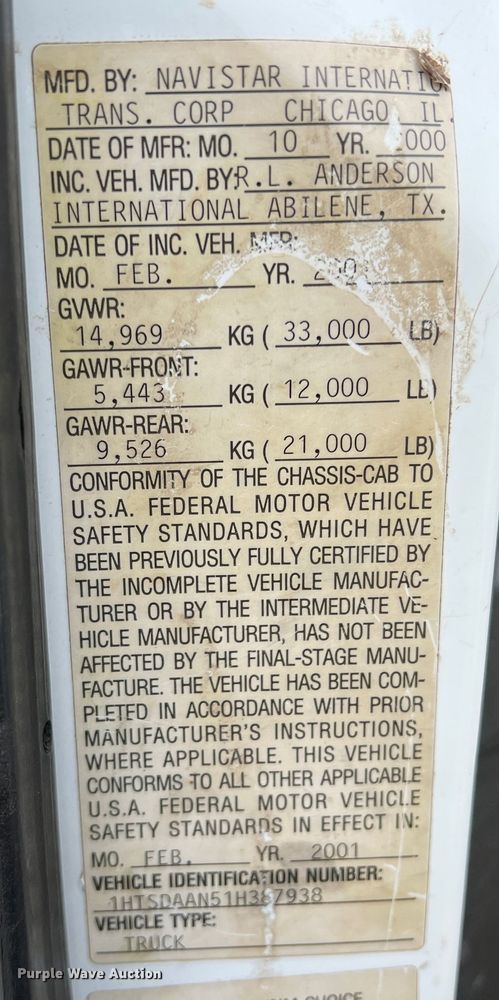 MFD. BY: NAVISTAR INTERNATIO
TRANS. CORP CHICAGO IL.
DATE OF MFR: MO. 10 YR. 2000
INC. VEH. MFD. BY: R.L. ANDERSON
INTERNATIONAL ABILENE, TX.
DATE OF INC. VEH. MFR:
MO. FEB. YR.
GVWR:
14,969 KG ( 33,000 LB)
GAWR-FRONT:
5,443 KG ( 12,000 LB)
GAWR-REAR:
9,526 KG ( 21,000 LB)
CONFORMITY OF THE CHASSIS-CAB TO
U.S.A. FEDERAL MOTOR VEHICLE
SAFETY STANDARDS, WHICH HAVE
BEEN PREVIOUSLY FULLY CERTIFIED BY
THE INCOMPLETE VEHICLE MANUFAC-
TURER OR BY THE INTERMEDIATE VE-
HICLE MANUFACTURER, HAS NOT BEEN
AFFECTED BY THE FINAL-STAGE MANU-
FACTURE. THE VEHICLE HAS BEEN COM-
PLETED IN ACCORDANCE WITH PRIOR
MANUFACTURER'S INSTRUCTIONS,
WHERE APPLICABLE. THIS VEHICLE
CONFORMS TO ALL OTHER APPLICABLE
U.S.A. FEDERAL MOTOR VEHICLE
SAFETY STANDARDS IN EFFECT IN:
MO. FEB. YR. 2001
VEHICLE IDENTIFICATION NUMBER:
1HTSDAAN51H387938
VEHICLE TYPE:
TRUCK
CHOICE
Purple Wave Auction